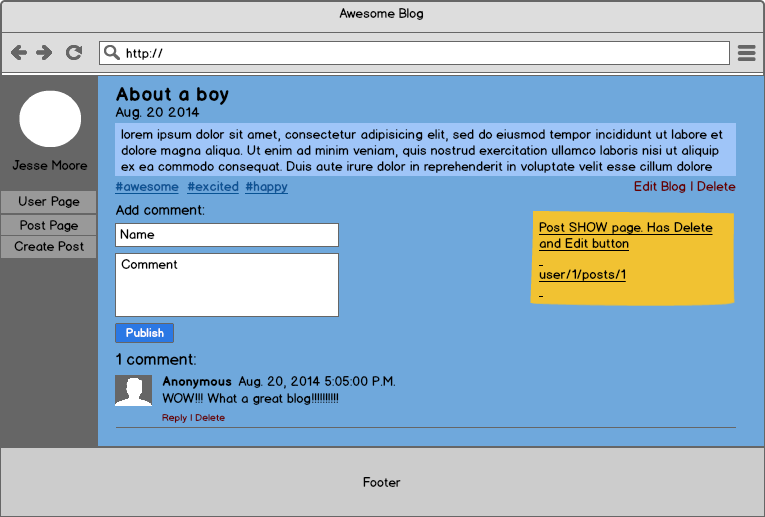 Awesome Blog
http://
Jesse Moore
User Page
Post Page
Create Post
About a boy
Aug. 20 2014
lorem ipsum dolor sit amet, consectetur adipisicing elit, sed do eiusmod tempor incididunt ut labore et
dolore magna aliqua. Ut enim ad minim veniam, quis nostrud exercitation ullamco laboris nisi ut aliquip
ex ea commodo consequat. Duis aute irure dolor in reprehenderit in voluptate velit esse cillum dolore
#awesome #excited #happy
Edit Blog | Delete
Add comment:
Name
Comment
Publish
Post SHOW page. Has Delete
and Edit button
-
user/1/posts/1
-
1 comment:
Anonymous Aug. 20, 2014 5:05:00 P.M.
WOW!!! What a great blog!!!!!!!!!!
Reply | Delete
Footer